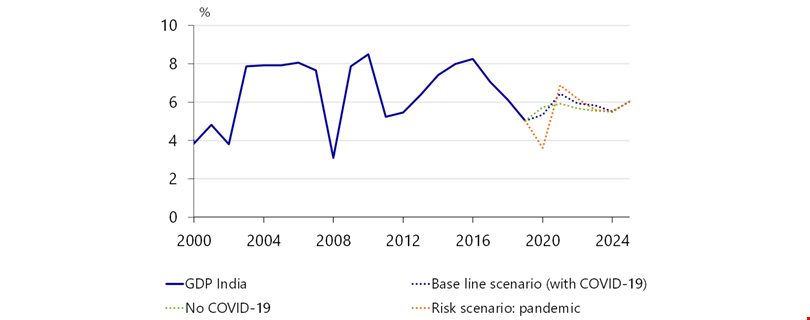 %
10
8
6
4
2
0
2000 2004 2008 2012 2016 2020 2024
GDP India Base line scenario (with COVID-19)
No COVID-19 Risk scenario: pandemic